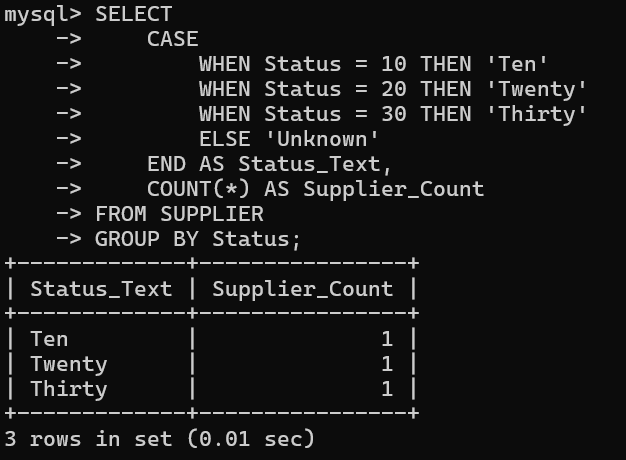 mysql> SELECT
    ->     CASE
    ->         WHEN Status = 10 THEN 'Ten'
    ->         WHEN Status = 20 THEN 'Twenty'
    ->         WHEN Status = 30 THEN 'Thirty'
    ->         ELSE 'Unknown'
    ->     END AS Status_Text,
    ->     COUNT(*) AS Supplier_Count
    -> FROM SUPPLIER
    -> GROUP BY Status;
+-------------+----------------+
| Status_Text | Supplier_Count |
+-------------+----------------+
| Ten         |              1 |
| Twenty      |              1 |
| Thirty      |              1 |
+-------------+----------------+
3 rows in set (0.01 sec)